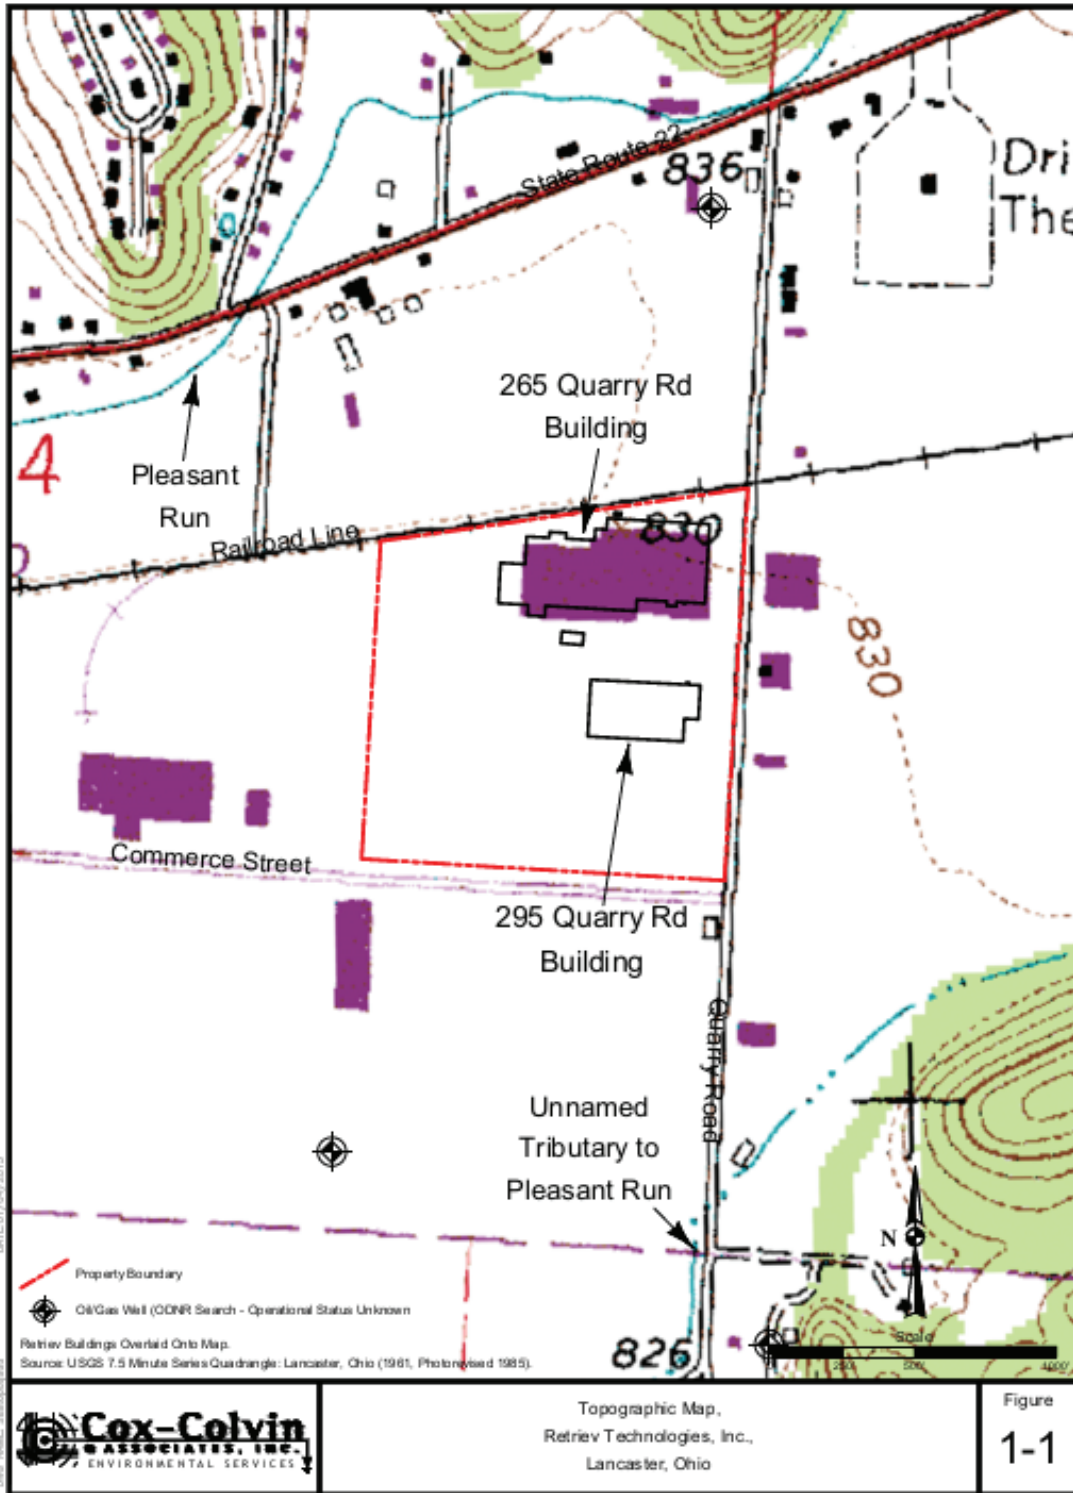 State Route 22
836
Dri
The
265 Quarry Rd
Building
4
Pleasant
Run
Railroad Line
830
830
Commerce Street
295 Quarry Rd
Building
Quarry Road
Unnamed
Tributary to
Pleasant Run
N
Property Boundary
Oil/Gas Well (ODNR Search - Operational Status Unknown
Retriev Buildings Overlaid Onto Map.
Source: USGS 7.5 Minute Series Quadrangle: Lancaster, Ohio (1961, Photorevised 1985).
826
Scale
250'
500'
1000'
Cox-Colvin
& ASSOCIATES, INC.
ENVIRONMENTAL SERVICES
Topographic Map,
Retriev Technologies, Inc.,
Lancaster, Ohio
Figure
1-1